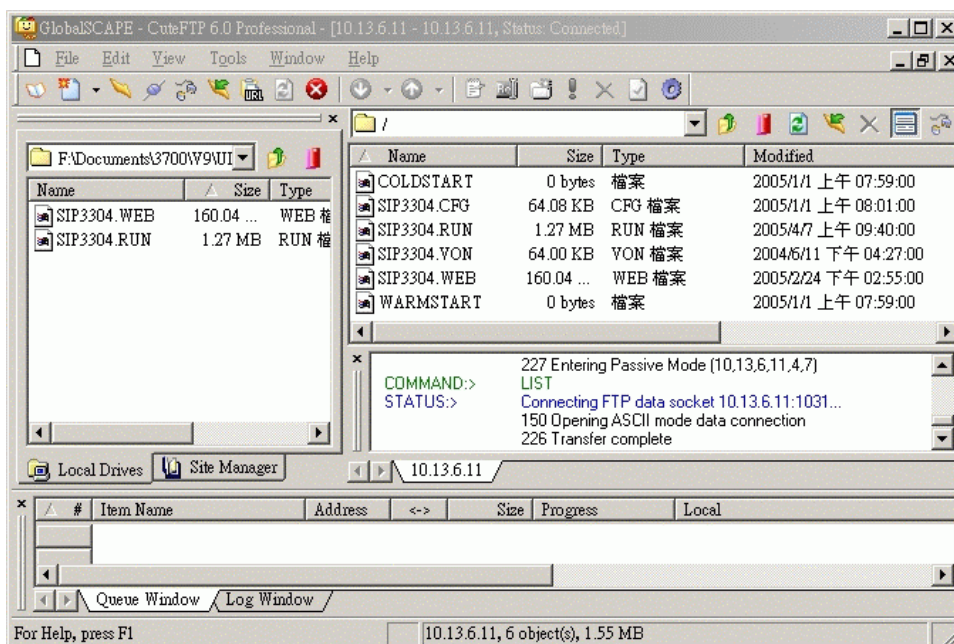 GlobalSCAPE - CuteFTP 6.0 Professional - [10.13.6.11 - 10.13.6.11, Status: Connected]
File Edit View Tools Window Help
URL
F:\Documents\3700\V9\UI
Name Size Type
SIP3304.WEB 160.04 ... WEB 檔
SIP3304.RUN 1.27 MB RUN 檔
Local Drives Site Manager
/
Name Size Type Modified
COLDSTART 0 bytes 檔案 2005/1/1 上午 07:59:00
SIP3304.CFG 64.08 KB CFG 檔案 2005/1/1 上午 08:01:00
SIP3304.RUN 1.27 MB RUN 檔案 2005/4/7 上午 09:40:00
SIP3304.VON 64.00 KB VON 檔案 2004/6/11 下午 04:27:00
SIP3304.WEB 160.04 ... WEB 檔案 2005/2/24 下午 02:55:00
WARMSTART 0 bytes 檔案 2005/1/1 上午 07:59:00
227 Entering Passive Mode (10,13,6,11,4,7)
COMMAND:> LIST
STATUS:> Connecting FTP data socket 10.13.6.11:1031...
150 Opening ASCII mode data connection
226 Transfer complete
10.13.6.11
# Item Name Address <-> Size Progress Local
Queue Window Log Window
For Help, press F1 10.13.6.11, 6 object(s), 1.55 MB